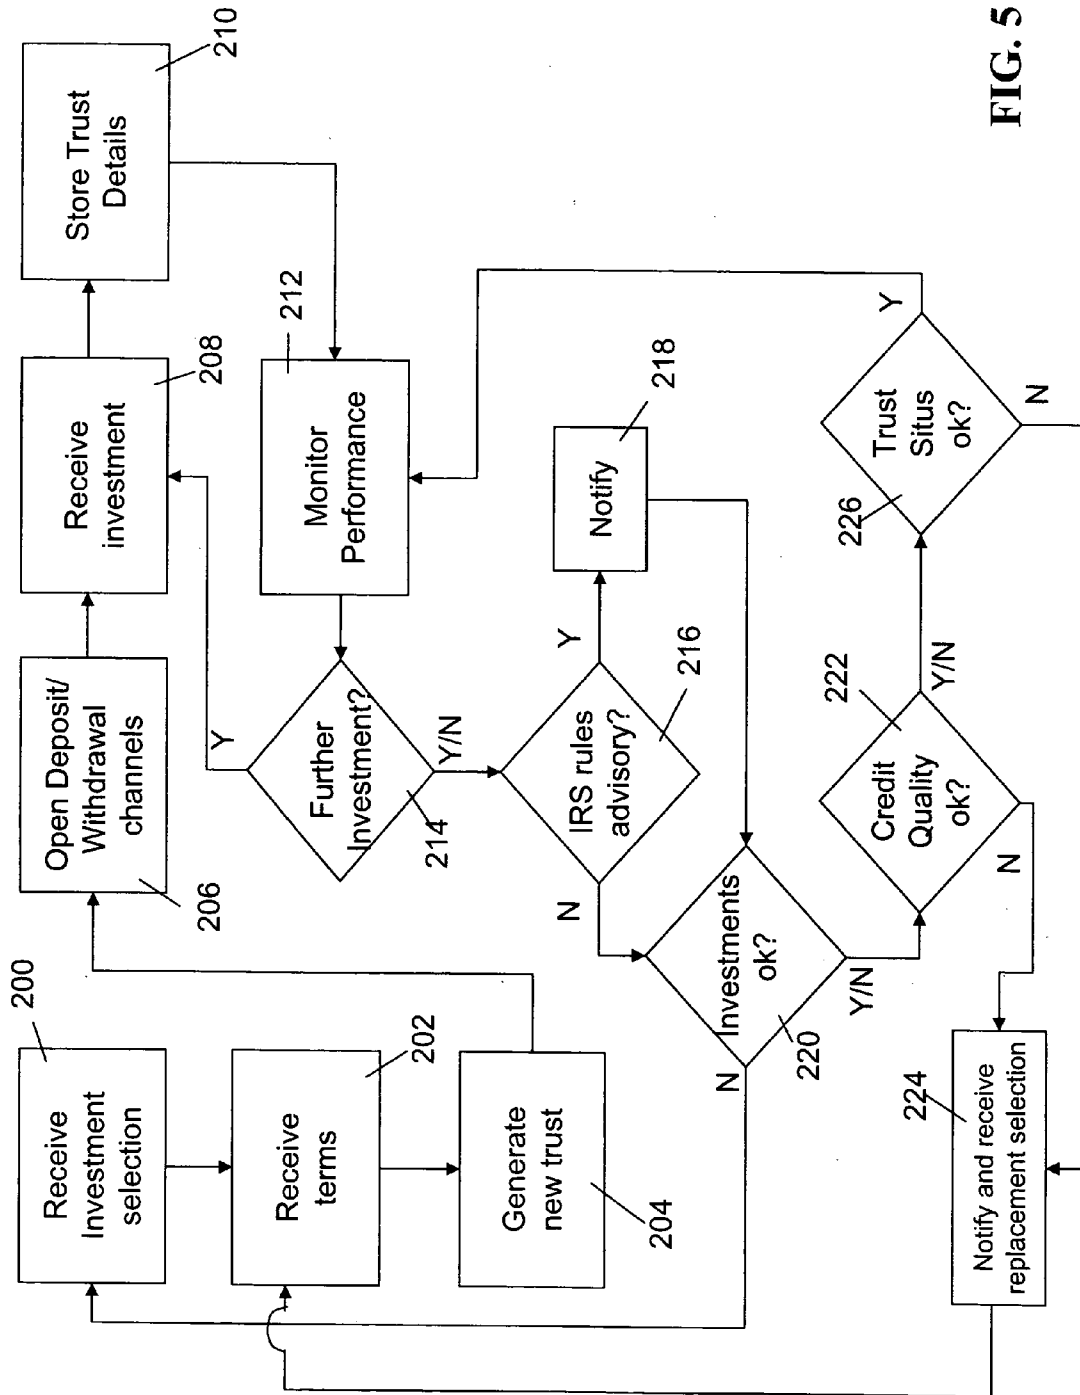 200
Receive
Investment
selection
202
Receive
terms
204
Generate
new trust
206
Open Deposit/
Withdrawal
channels
208
Receive
investment
210
Store Trust
Details
212
Monitor
Performance
214
Further
Investment?
Y
Y/N
216
IRS rules
advisory?
Y
N
218
Notify
220
Investments
ok?
N
Y/N
222
Credit
Quality
ok?
Y/N
N
224
Notify and receive
replacement selection
226
Trust
Situs
ok?
Y
N
FIG. 5